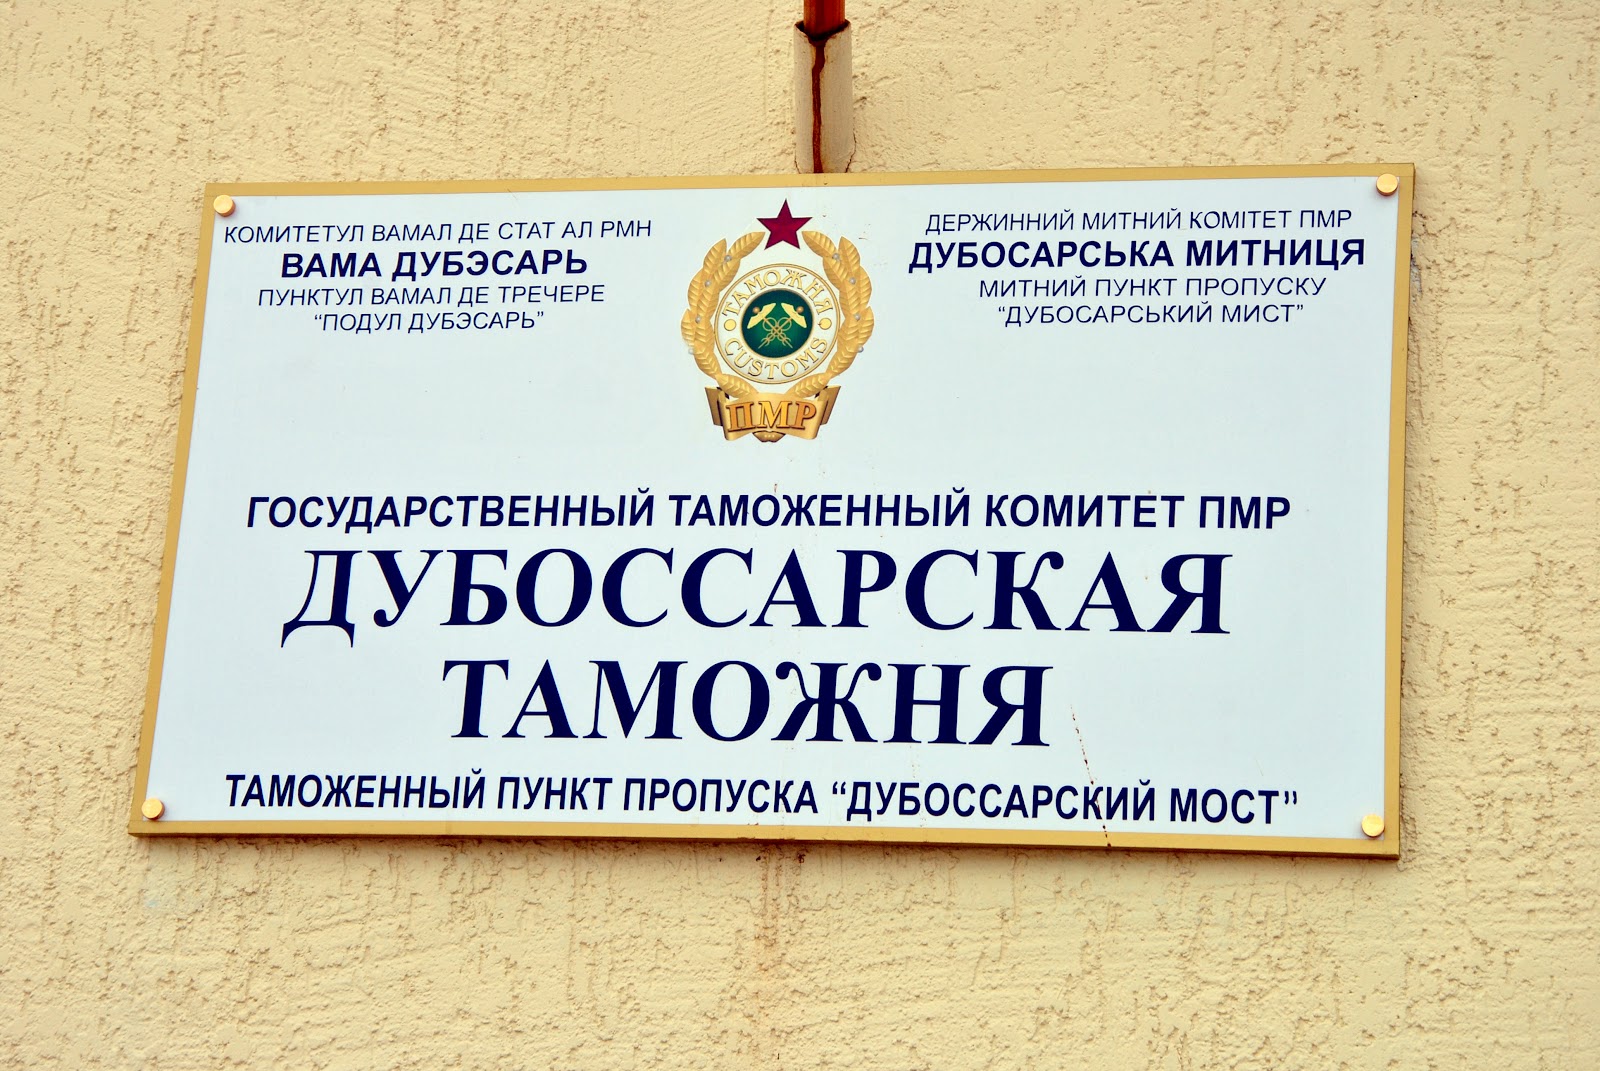 КОМИТЕТУЛ ВАМАЛ ДЕ СТАТ АЛ РМН
ВАМА ДУБЭСАРЬ
ПУНКТУЛ ВАМАЛ ДЕ ТРЕЧЕРЕ
“ПОДУЛ ДУБЭСАРЬ”
ТАМОЖНЯ
CUSTOMS
ПМР
ДЕРЖИННИЙ МИТНИЙ КОМІТЕТ ПМР
ДУБОСАРСЬКА МИТНИЦЯ
МИТНИЙ ПУНКТ ПРОПУСКУ
“ДУБОСАРСЬКИЙ МИСТ”
ГОСУДАРСТВЕННЫЙ ТАМОЖЕННЫЙ КОМИТЕТ ПМР
ДУБОССАРСКАЯ
ТАМОЖНЯ
ТАМОЖЕННЫЙ ПУНКТ ПРОПУСКА “ДУБОССАРСКИЙ МОСТ”